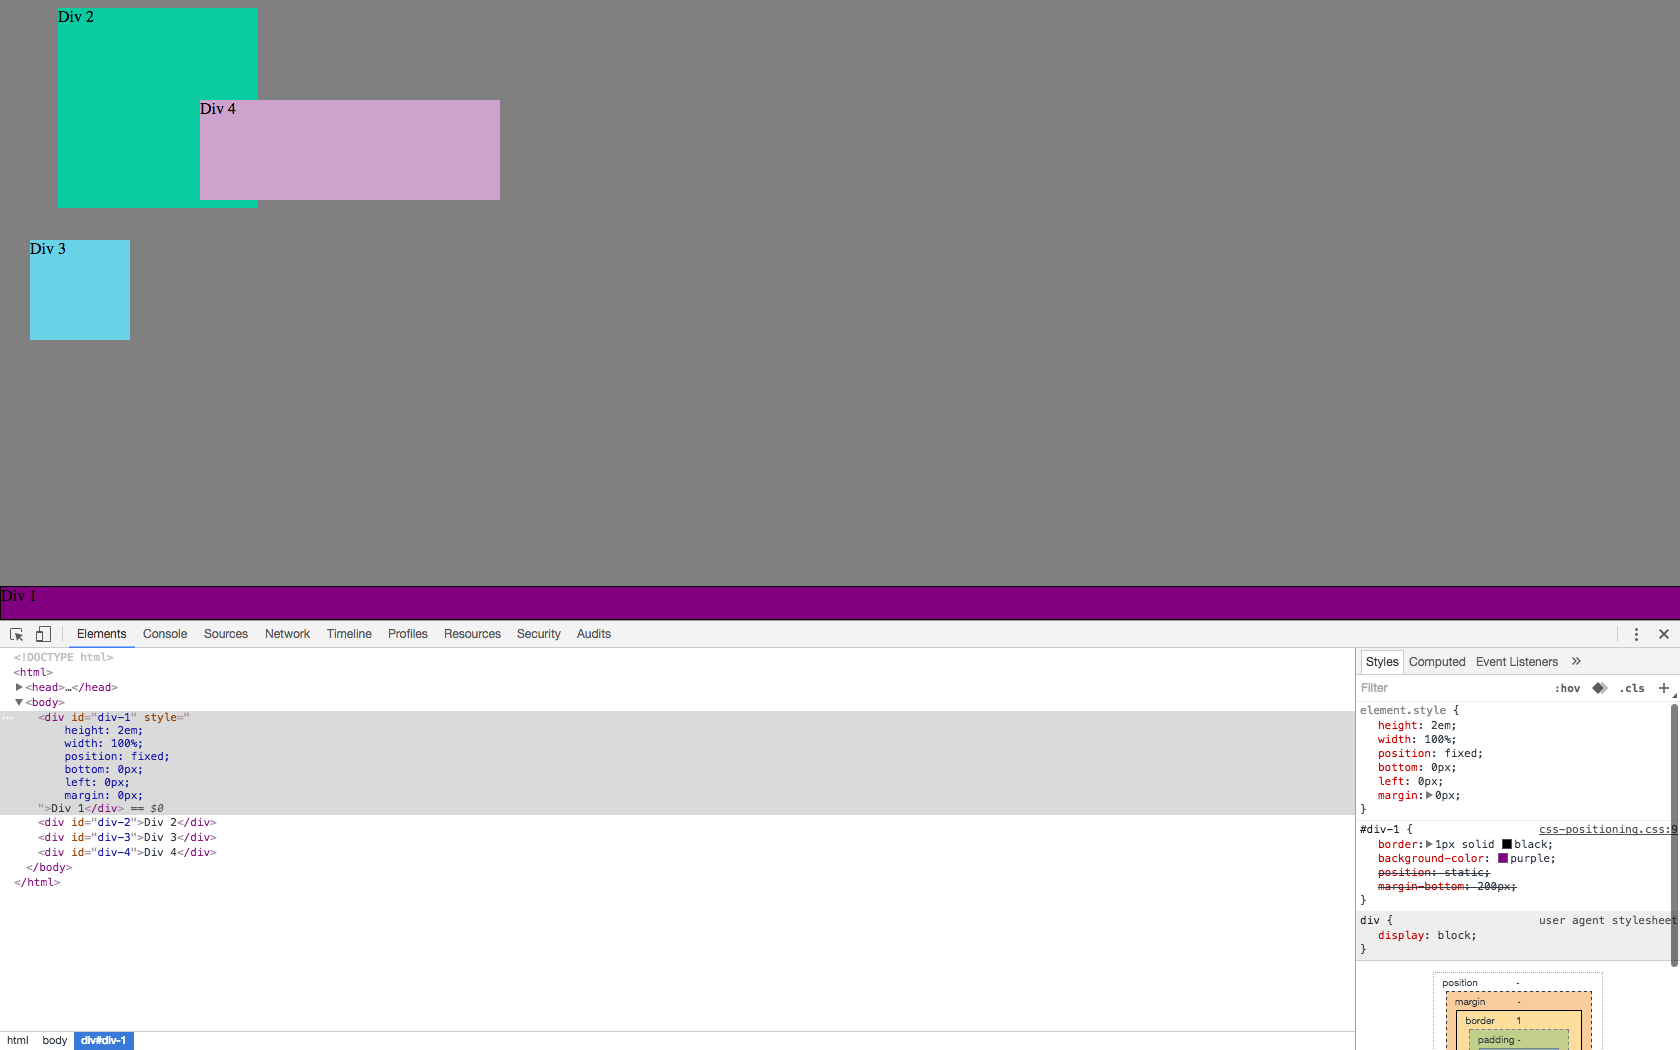 Div 2
Div 4
Div 3
Div 1
Elements Console Sources Network Timeline Profiles Resources Security Audits
<!DOCTYPE html>
<html>
<head>…</head>
<body>
<div id="div-1" style="
height: 2em;
width: 100%;
position: fixed;
bottom: 0px;
left: 0px;
margin: 0px;
">Div 1</div> == $0
<div id="div-2">Div 2</div>
<div id="div-3">Div 3</div>
<div id="div-4">Div 4</div>
</body>
</html>
html body div#div-1
Styles Computed Event Listeners »
Filter :hov .cls +
element.style {
height: 2em;
width: 100%;
position: fixed;
bottom: 0px;
left: 0px;
margin: 0px;
}
#div-1 { css-positioning.css:9
border: 1px solid black;
background-color: purple;
position: static;
margin-bottom: 200px;
}
div { user agent stylesheet
display: block;
}
position -
margin -
border 1
padding -